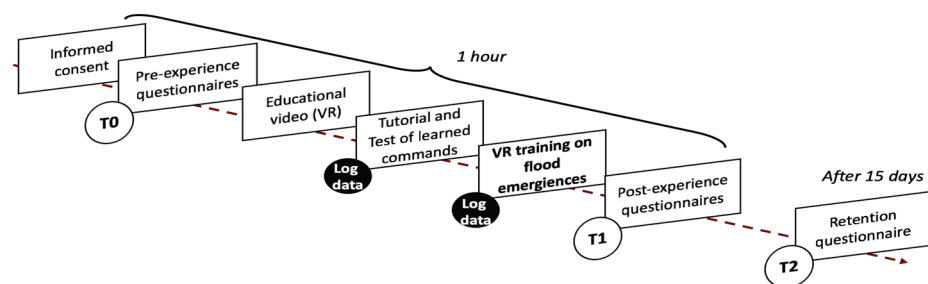 Informed
consent
1 hour
Pre-experience
questionnaires
T0
Educational
video (VR)
Tutorial and
Test of learned
commands
Log
data
VR training on
flood
emergiences
Log
data
Post-experience
questionnaires
T1
After 15 days
Retention
questionnaire
T2